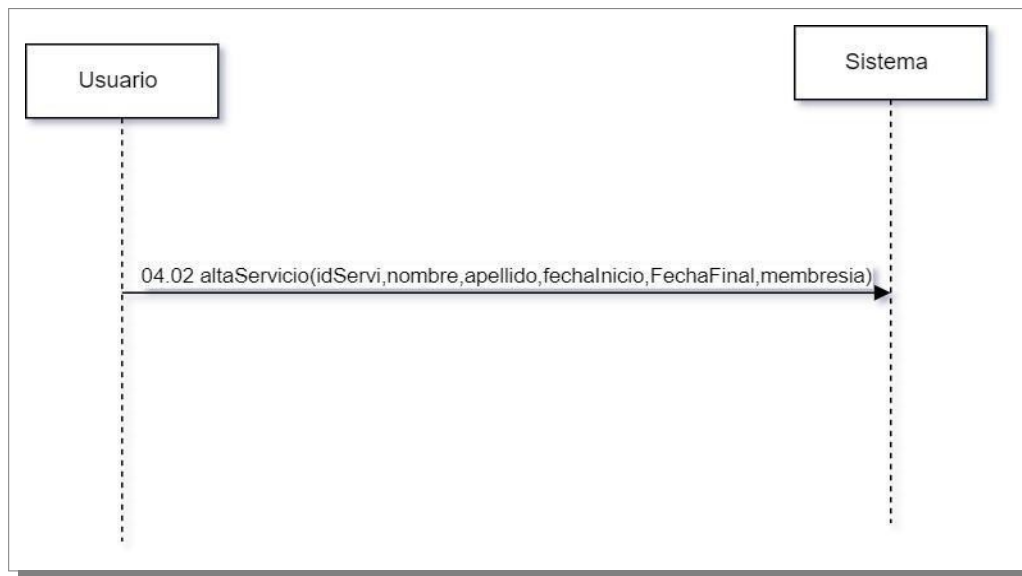 Usuario
Sistema
04.02 altaServicio(idServi,nombre,apellido,fechaInicio,FechaFinal,membresia)